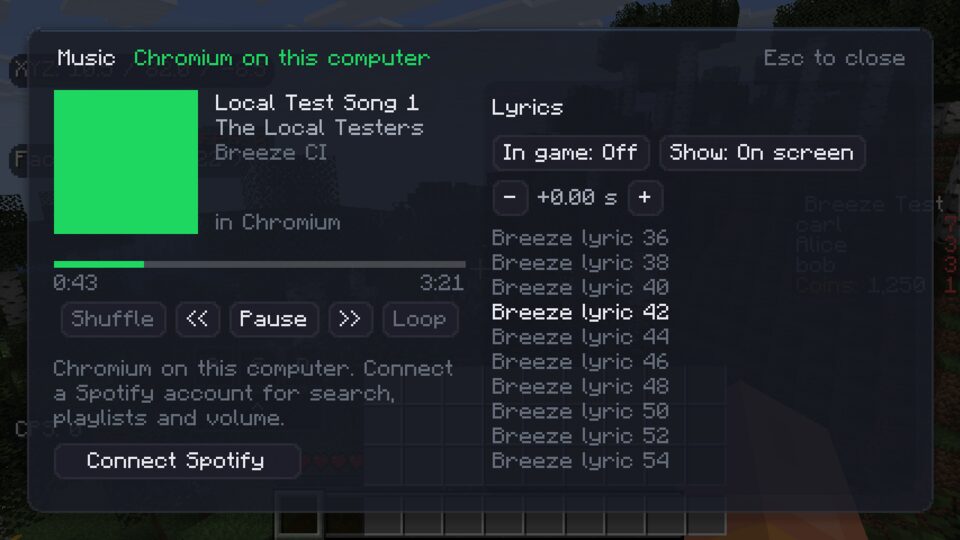 Music Chromium on this computer
Esc to close
Local Test Song 1
The Local Testers
Breeze CI
in Chromium
0:43
3:21
Shuffle
<<
Pause
>>
Loop
Chromium on this computer. Connect
a Spotify account for search,
playlists and volume.
Connect Spotify
Lyrics
In game: Off
Show: On screen
- +0.00 s +
Breeze lyric 36
Breeze lyric 38
Breeze lyric 40
Breeze lyric 42
Breeze lyric 44
Breeze lyric 46
Breeze lyric 48
Breeze lyric 50
Breeze lyric 52
Breeze lyric 54
Breeze Test
carl 7
Alice 3
bob 3
Coins: 1,250 1